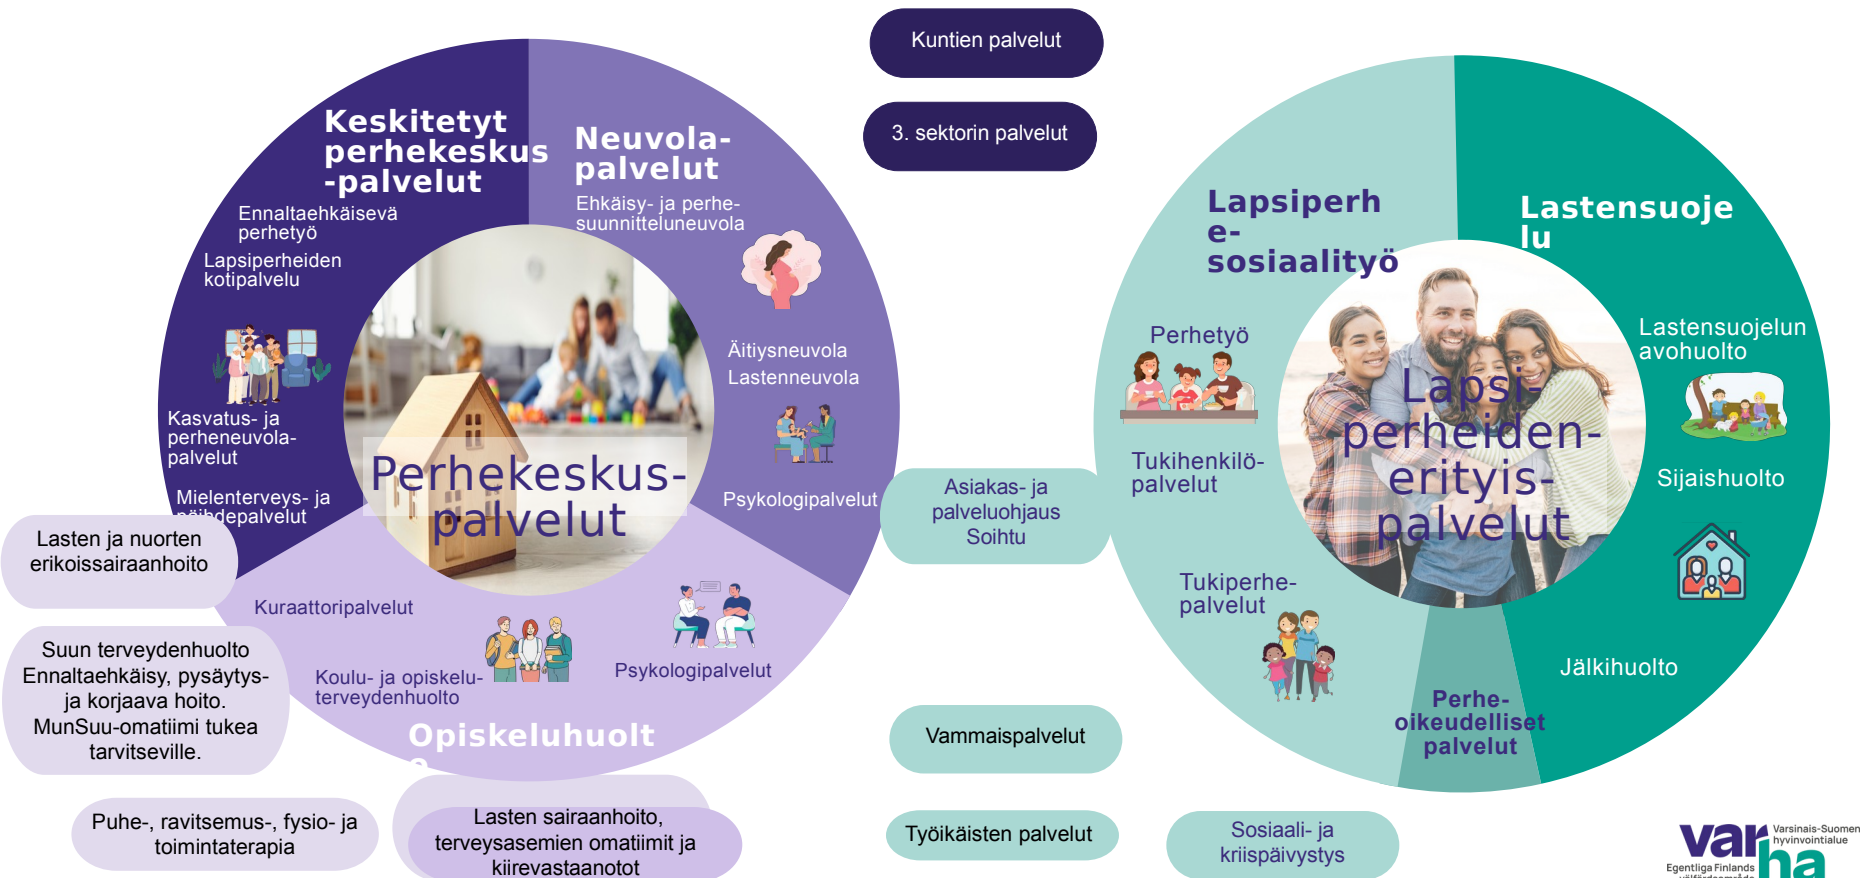 Kuntien palvelut
3. sektorin palvelut
Keskitetyt
perhekeskus
-palvelut
Ennaltaehkäisevä
perhetyö
Lapsiperheiden
kotipalvelu
Kasvatus- ja
perheneuvola-
palvelut
Mielenterveys- ja
päihdepalvelut
Neuvola-
palvelut
Ehkäisy- ja perhe-
suunnitteluneuvola
Äitiysneuvola
Lastenneuvola
Psykologipalvelut
Perhekeskus-
palvelut
Kuraattoripalvelut
Koulu- ja opiskelu-
terveydenhuolto
Psykologipalvelut
Opiskeluhuolt
o
Lasten ja nuorten
erikoissairaanhoito
Suun terveydenhuolto
Ennaltaehkäisy, pysäytys-
ja korjaava hoito.
MunSuu-omatiimi tukea
tarvitseville.
Puhe-, ravitsemus-, fysio- ja
toimintaterapia
Lasten sairaanhoito,
terveysasemien omatiimit ja
kiirevastaanotot
Asiakas- ja
palveluohjaus
Soihtu
Vammaispalvelut
Työikäisten palvelut
Sosiaali- ja
kriispäivystys
Lapsiperh
e-
sosiaalityö
Perhetyö
Tukihenkilö-
palvelut
Tukiperhe-
palvelut
Lapsi-
perheiden-
erityis-
palvelut
Lastensuoje
lu
Lastensuojelun
avohuolto
Sijaishuolto
Jälkihuolto
Perhe-
oikeudelliset
palvelut
varha
Varsinais-Suomen
hyvinvointialue
Egentliga Finlands
välfärdsområde